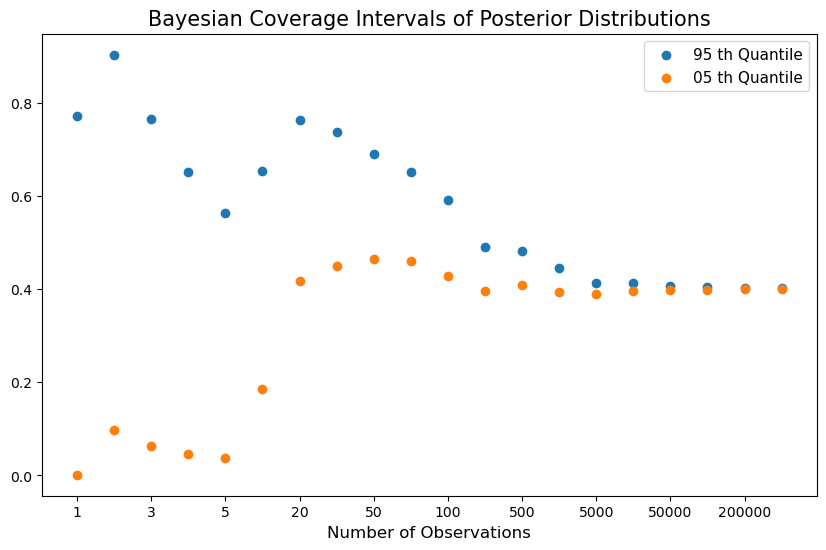 Bayesian Coverage Intervals of Posterior Distributions
95 th Quantile
05 th Quantile
0.8
0.6
0.4
0.2
0.0
1 3 5 20 50 100 500 5000 50000 200000
Number of Observations